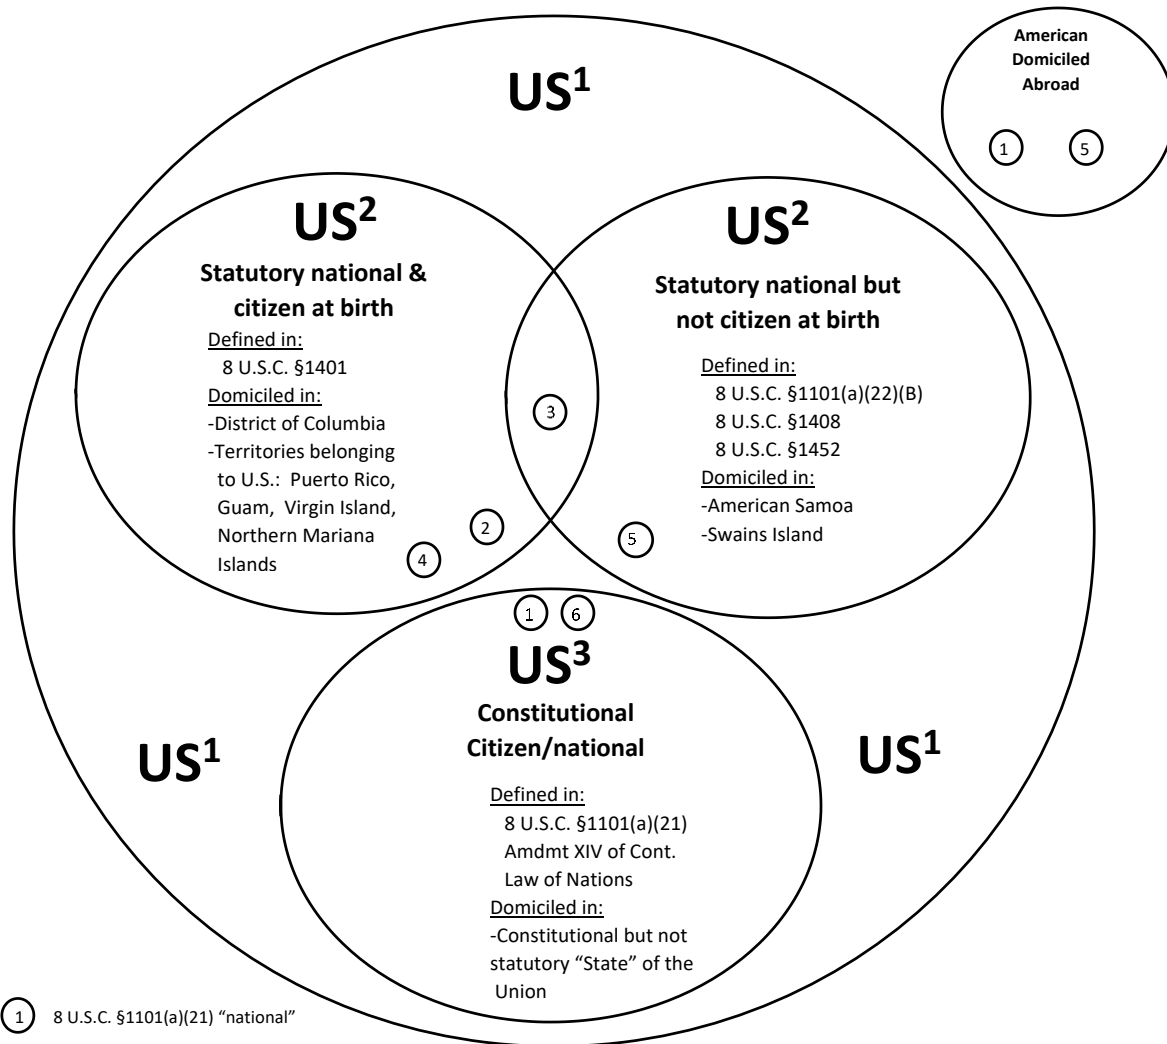 US¹
American
Domiciled
Abroad
1 5
US²
Statutory national &
citizen at birth
Defined in:
8 U.S.C. §1401
Domiciled in:
-District of Columbia
-Territories belonging
to U.S.: Puerto Rico,
Guam, Virgin Island,
Northern Mariana
Islands
4
2
3
US²
Statutory national but
not citizen at birth
Defined in:
8 U.S.C. §1101(a)(22)(B)
8 U.S.C. §1408
8 U.S.C. §1452
Domiciled in:
-American Samoa
-Swains Island
5
1 6
US³
Constitutional
Citizen/national
Defined in:
8 U.S.C. §1101(a)(21)
Amdmt XIV of Cont.
Law of Nations
Domiciled in:
-Constitutional but not
statutory “State” of the
Union
US¹
US¹
1 8 U.S.C. §1101(a)(21) “national”